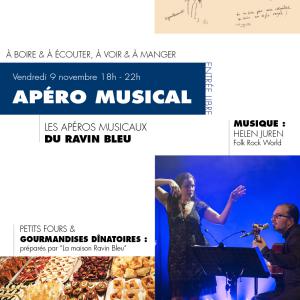 À BOIRE & À ÉCOUTER, À VOIR & À MANGER
Vendredi 9 novembre 18h - 22h
APÉRO MUSICAL
ENTRÉE LIBRE
LES APÉROS MUSICAUX
DU RAVIN BLEU
MUSIQUE :
HELEN JUREN
Folk Rock World
PETITS FOURS &
GOURMANDISES DÎNATOIRES :
préparés par "La maison Ravin Bleu"